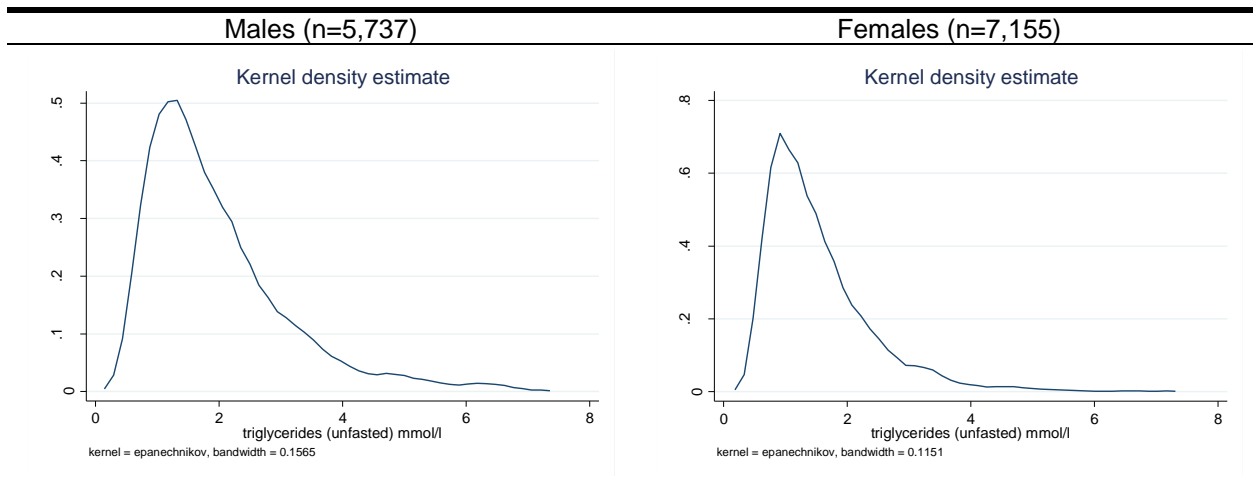 Males (n=5,737)
Females (n=7,155)
Kernel density estimate
.5
.4
.3
.2
.1
0
0 2 4 6 8
triglycerides (unfasted) mmol/l
kernel = epanechnikov, bandwidth = 0.1565
Kernel density estimate
.8
.6
.4
.2
0
0 2 4 6 8
triglycerides (unfasted) mmol/l
kernel = epanechnikov, bandwidth = 0.1151